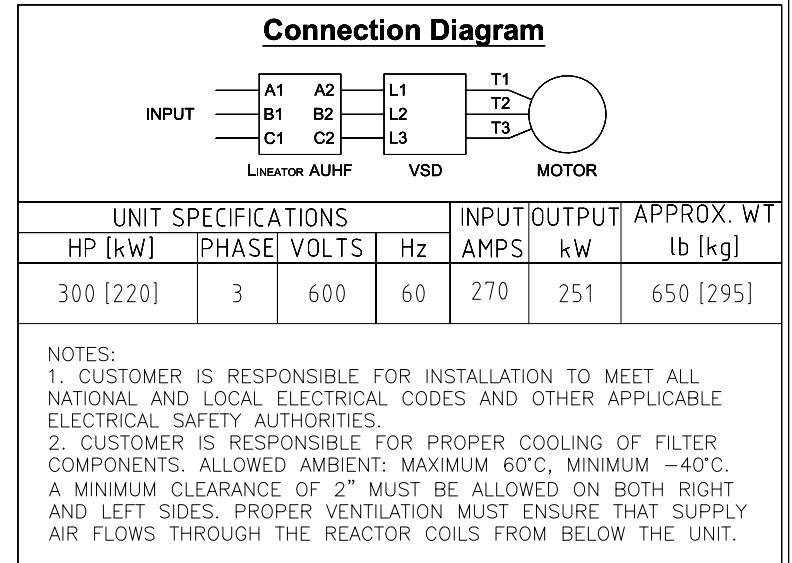 Connection Diagram
INPUT
A1 A2 L1 T1
B1 B2 L2 T2
C1 C2 L3 T3
LINEATOR AUHF VSD MOTOR
UNIT SPECIFICATIONS INPUT OUTPUT APPROX. WT
HP [kW] PHASE VOLTS Hz AMPS kW lb [kg]
300 [220] 3 600 60 270 251 650 [295]
NOTES:
1. CUSTOMER IS RESPONSIBLE FOR INSTALLATION TO MEET ALL
NATIONAL AND LOCAL ELECTRICAL CODES AND OTHER APPLICABLE
ELECTRICAL SAFETY AUTHORITIES.
2. CUSTOMER IS RESPONSIBLE FOR PROPER COOLING OF FILTER
COMPONENTS. ALLOWED AMBIENT: MAXIMUM 60°C, MINIMUM −40°C.
A MINIMUM CLEARANCE OF 2” MUST BE ALLOWED ON BOTH RIGHT
AND LEFT SIDES. PROPER VENTILATION MUST ENSURE THAT SUPPLY
AIR FLOWS THROUGH THE REACTOR COILS FROM BELOW THE UNIT.